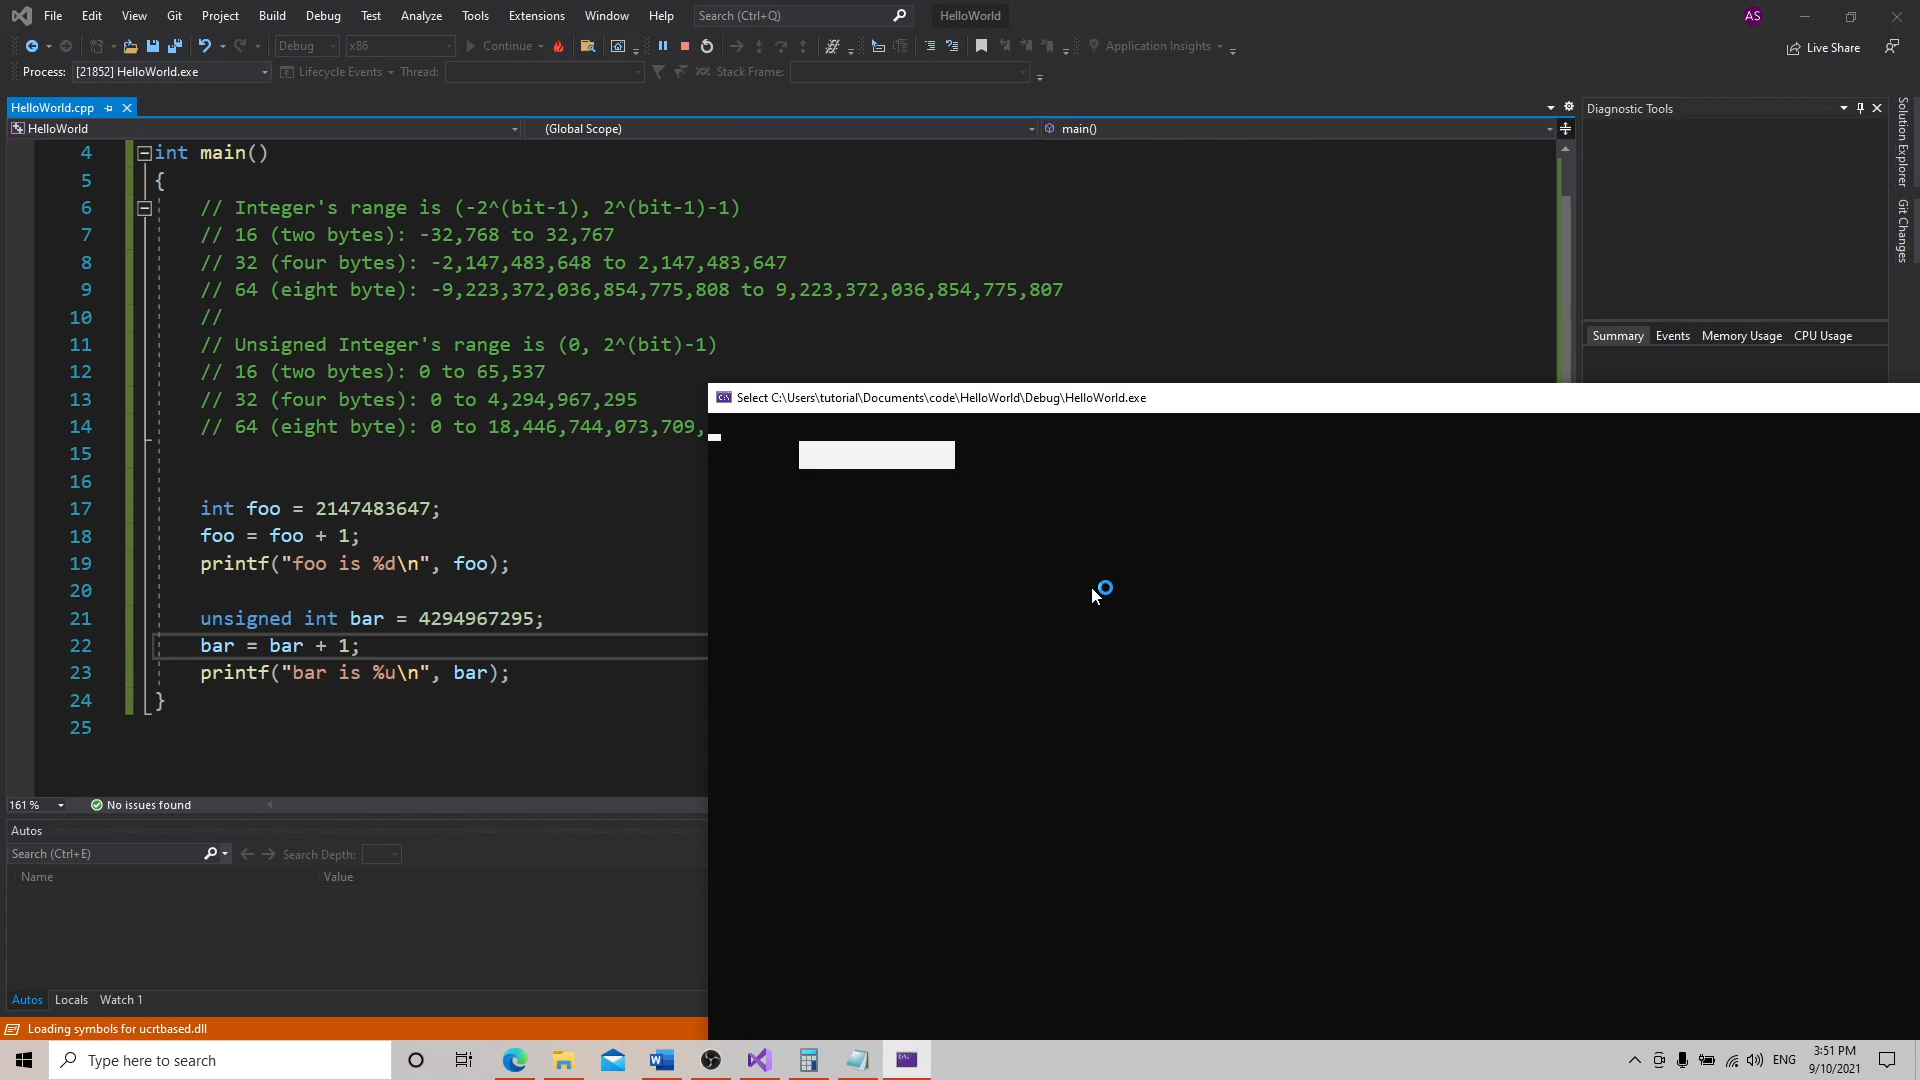 File Edit View Git Project Build Debug Test Analyze Tools Extensions Window Help Search (Ctrl+Q) HelloWorld AS
Debug x86 Continue Application Insights Live Share
Process: [21852] HelloWorld.exe Lifecycle Events Thread: Stack Frame:
HelloWorld.cpp Diagnostic Tools
HelloWorld (Global Scope) main()
Solution Explorer
Git Changes
4 int main()
5 {
6 // Integer's range is (-2^(bit-1), 2^(bit-1)-1)
7 // 16 (two bytes): -32,768 to 32,767
8 // 32 (four bytes): -2,147,483,648 to 2,147,483,647
9 // 64 (eight byte): -9,223,372,036,854,775,808 to 9,223,372,036,854,775,807
10 //
11 // Unsigned Integer's range is (0, 2^(bit)-1)
12 // 16 (two bytes): 0 to 65,537
13 // 32 (four bytes): 0 to 4,294,967,295
14 // 64 (eight byte): 0 to 18,446,744,073,709,
15
16
17 int foo = 2147483647;
18 foo = foo + 1;
19 printf("foo is %d\n", foo);
20
21 unsigned int bar = 4294967295;
22 bar = bar + 1;
23 printf("bar is %u\n", bar);
24 }
25
Summary Events Memory Usage CPU Usage
Select C:\Users\tutorial\Documents\code\HelloWorld\Debug\HelloWorld.exe
161 % No issues found
Autos
Search (Ctrl+E) Search Depth:
Name Value
Autos Locals Watch 1
Loading symbols for ucrtbased.dll
Type here to search
ENG
3:51 PM
9/10/2021